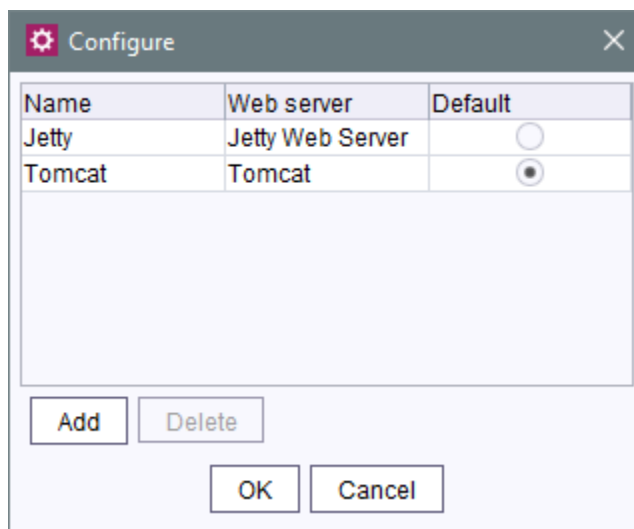 Configure
Name Web server Default
Jetty Jetty Web Server
Tomcat Tomcat
Add Delete
OK Cancel